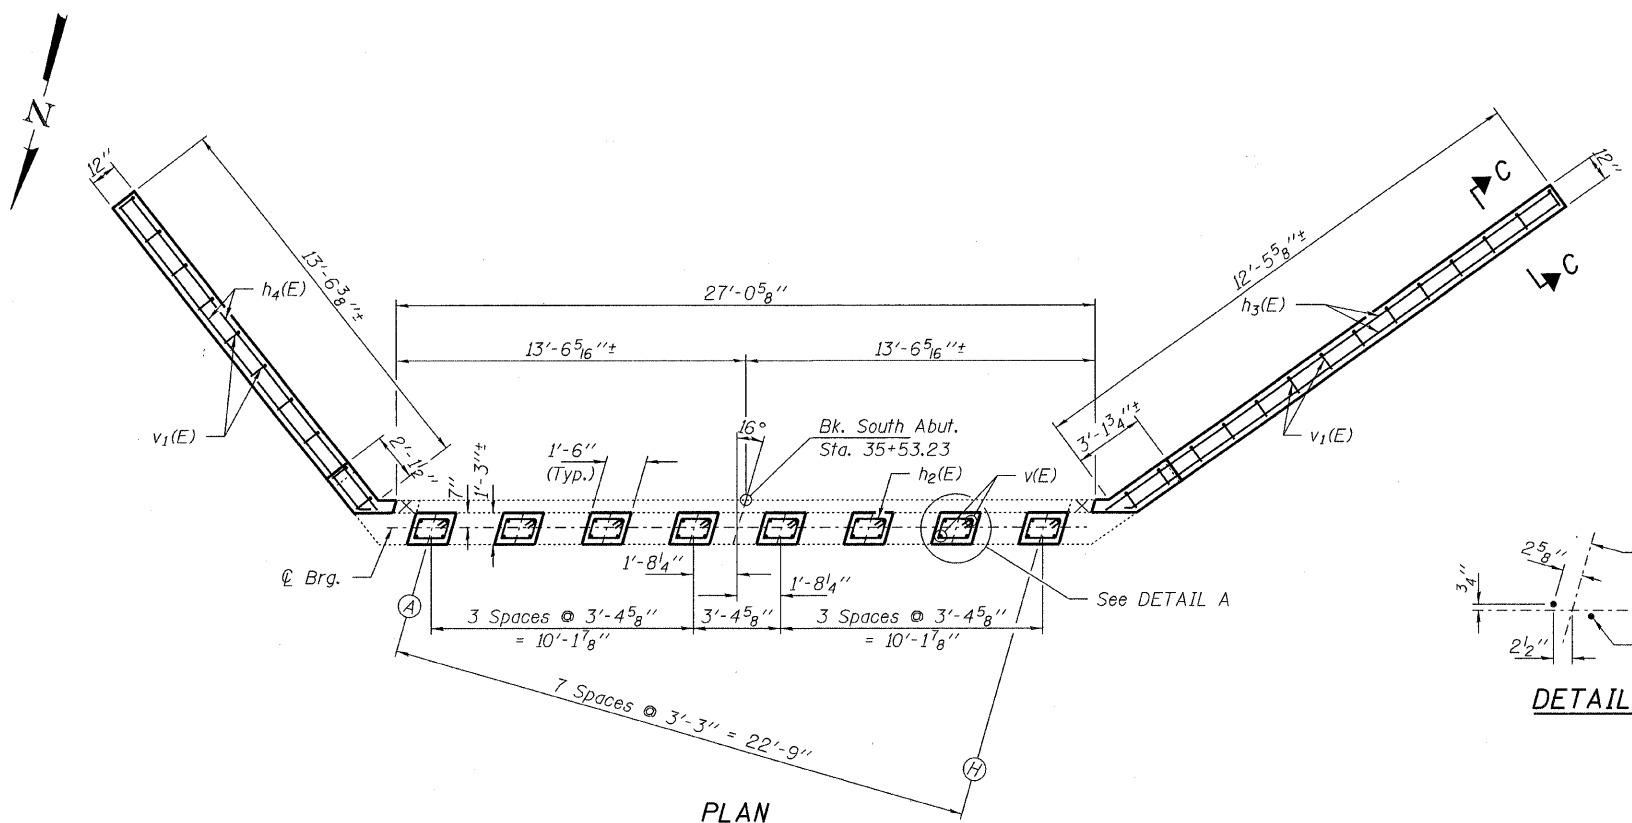 N
12"
13'-6 3/8"±
h4(E)
v1(E)
2'-1 1/2"
27'-0 5/8"
13'-6 5/16"±
13'-6 5/16"±
12'-5 5/8"±
12"
C
C
h3(E)
v1(E)
3'-1 3/4"±
16°
Bk. South Abut.
Sta. 35+53.23
1'-6"
(Typ.)
7"
1'-3"±
h2(E)
v(E)
℄ Brg.
1'-8 1/4"
1'-8 1/4"
See DETAIL A
A
3 Spaces @ 3'-4 5/8"
= 10'-1 7/8"
3'-4 5/8"
3 Spaces @ 3'-4 5/8"
= 10'-1 7/8"
7 Spaces @ 3'-3" = 22'-9"
H
PLAN
2 5/8"
3/4"
2 1/2"
DETAIL